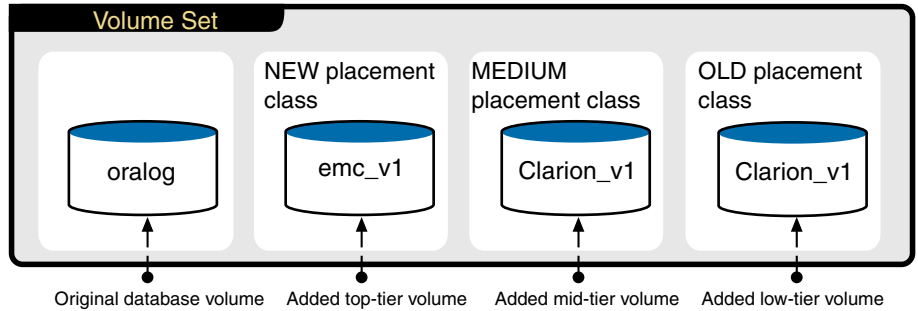 Volume Set
NEW placement
class
MEDIUM
placement class
OLD placement
class
oralog
emc_v1
Clarion_v1
Clarion_v1
Original database volume
Added top-tier volume
Added mid-tier volume
Added low-tier volume